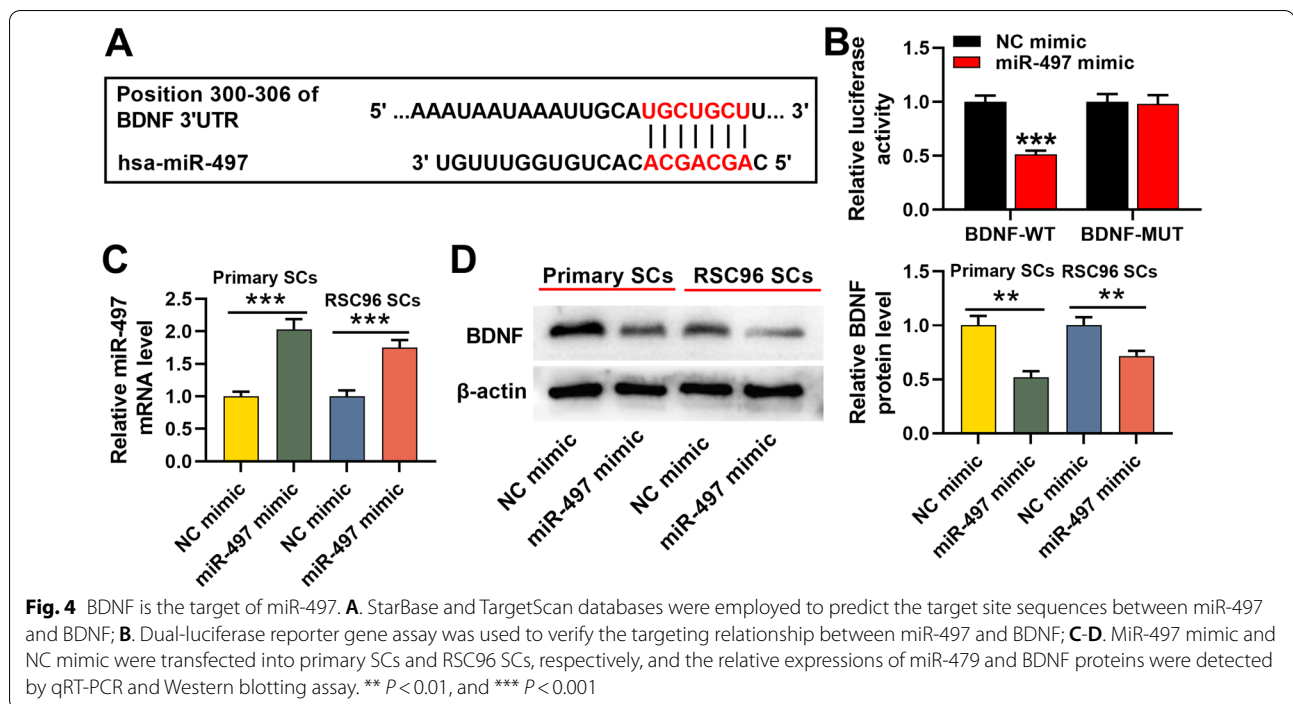 A
Position 300-306 of
BDNF 3'UTR
5' ...AAAUAAUAAAUUGCAUGCUGCUU... 3'
hsa-miR-497
3' UGUUUGGUGUCACACGACGAC 5'
B
NC mimic
miR-497 mimic
Relative luciferase
activity
1.5
1.0
0.5
0.0
***
BDNF-WT
BDNF-MUT
C
Relative miR-497
mRNA level
2.5
2.0
1.5
1.0
0.5
0.0
Primary SCs
***
RSC96 SCs
***
NC mimic
miR-497 mimic
NC mimic
miR-497 mimic
D
Primary SCs
RSC96 SCs
BDNF
β-actin
NC mimic
miR-497 mimic
NC mimic
miR-497 mimic
Relative BDNF
protein level
1.5
1.0
0.5
0.0
Primary SCs
**
RSC96 SCs
**
NC mimic
miR-497 mimic
NC mimic
miR-497 mimic
Fig. 4 BDNF is the target of miR-497. A. StarBase and TargetScan databases were employed to predict the target site sequences between miR-497
and BDNF; B. Dual-luciferase reporter gene assay was used to verify the targeting relationship between miR-497 and BDNF; C-D. MiR-497 mimic and
NC mimic were transfected into primary SCs and RSC96 SCs, respectively, and the relative expressions of miR-479 and BDNF proteins were detected
by qRT-PCR and Western blotting assay. ** P < 0.01, and *** P < 0.001